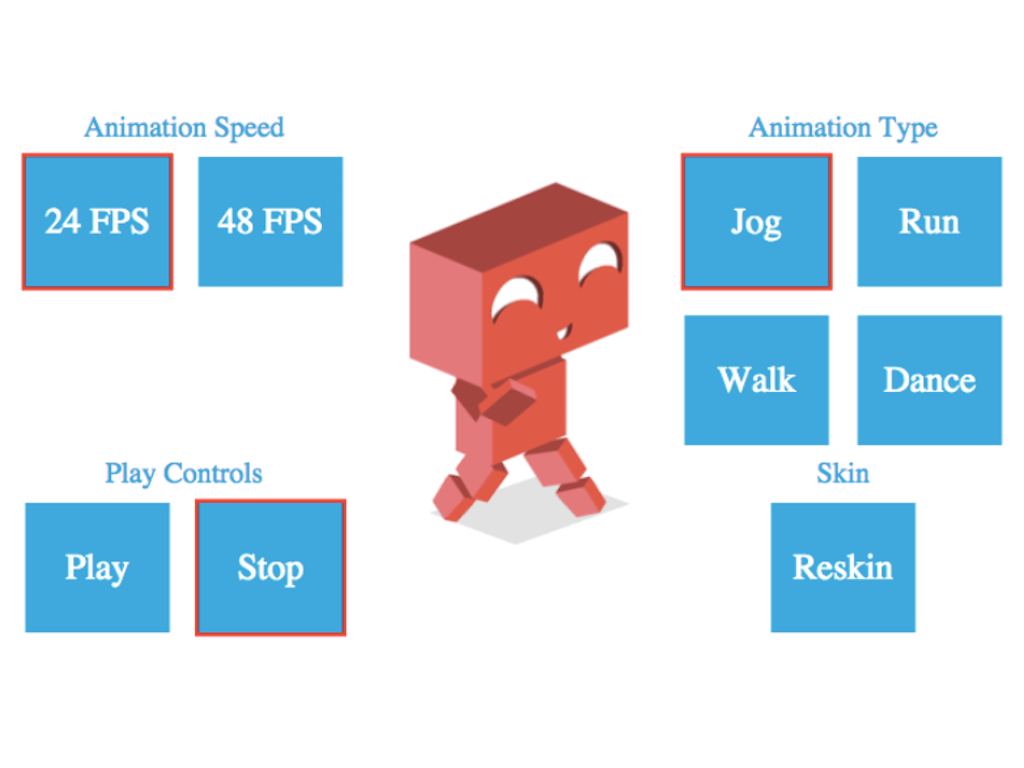 Animation Speed
24 FPS
48 FPS
Animation Type
Jog
Run
Walk
Dance
Play Controls
Play
Stop
Skin
Reskin